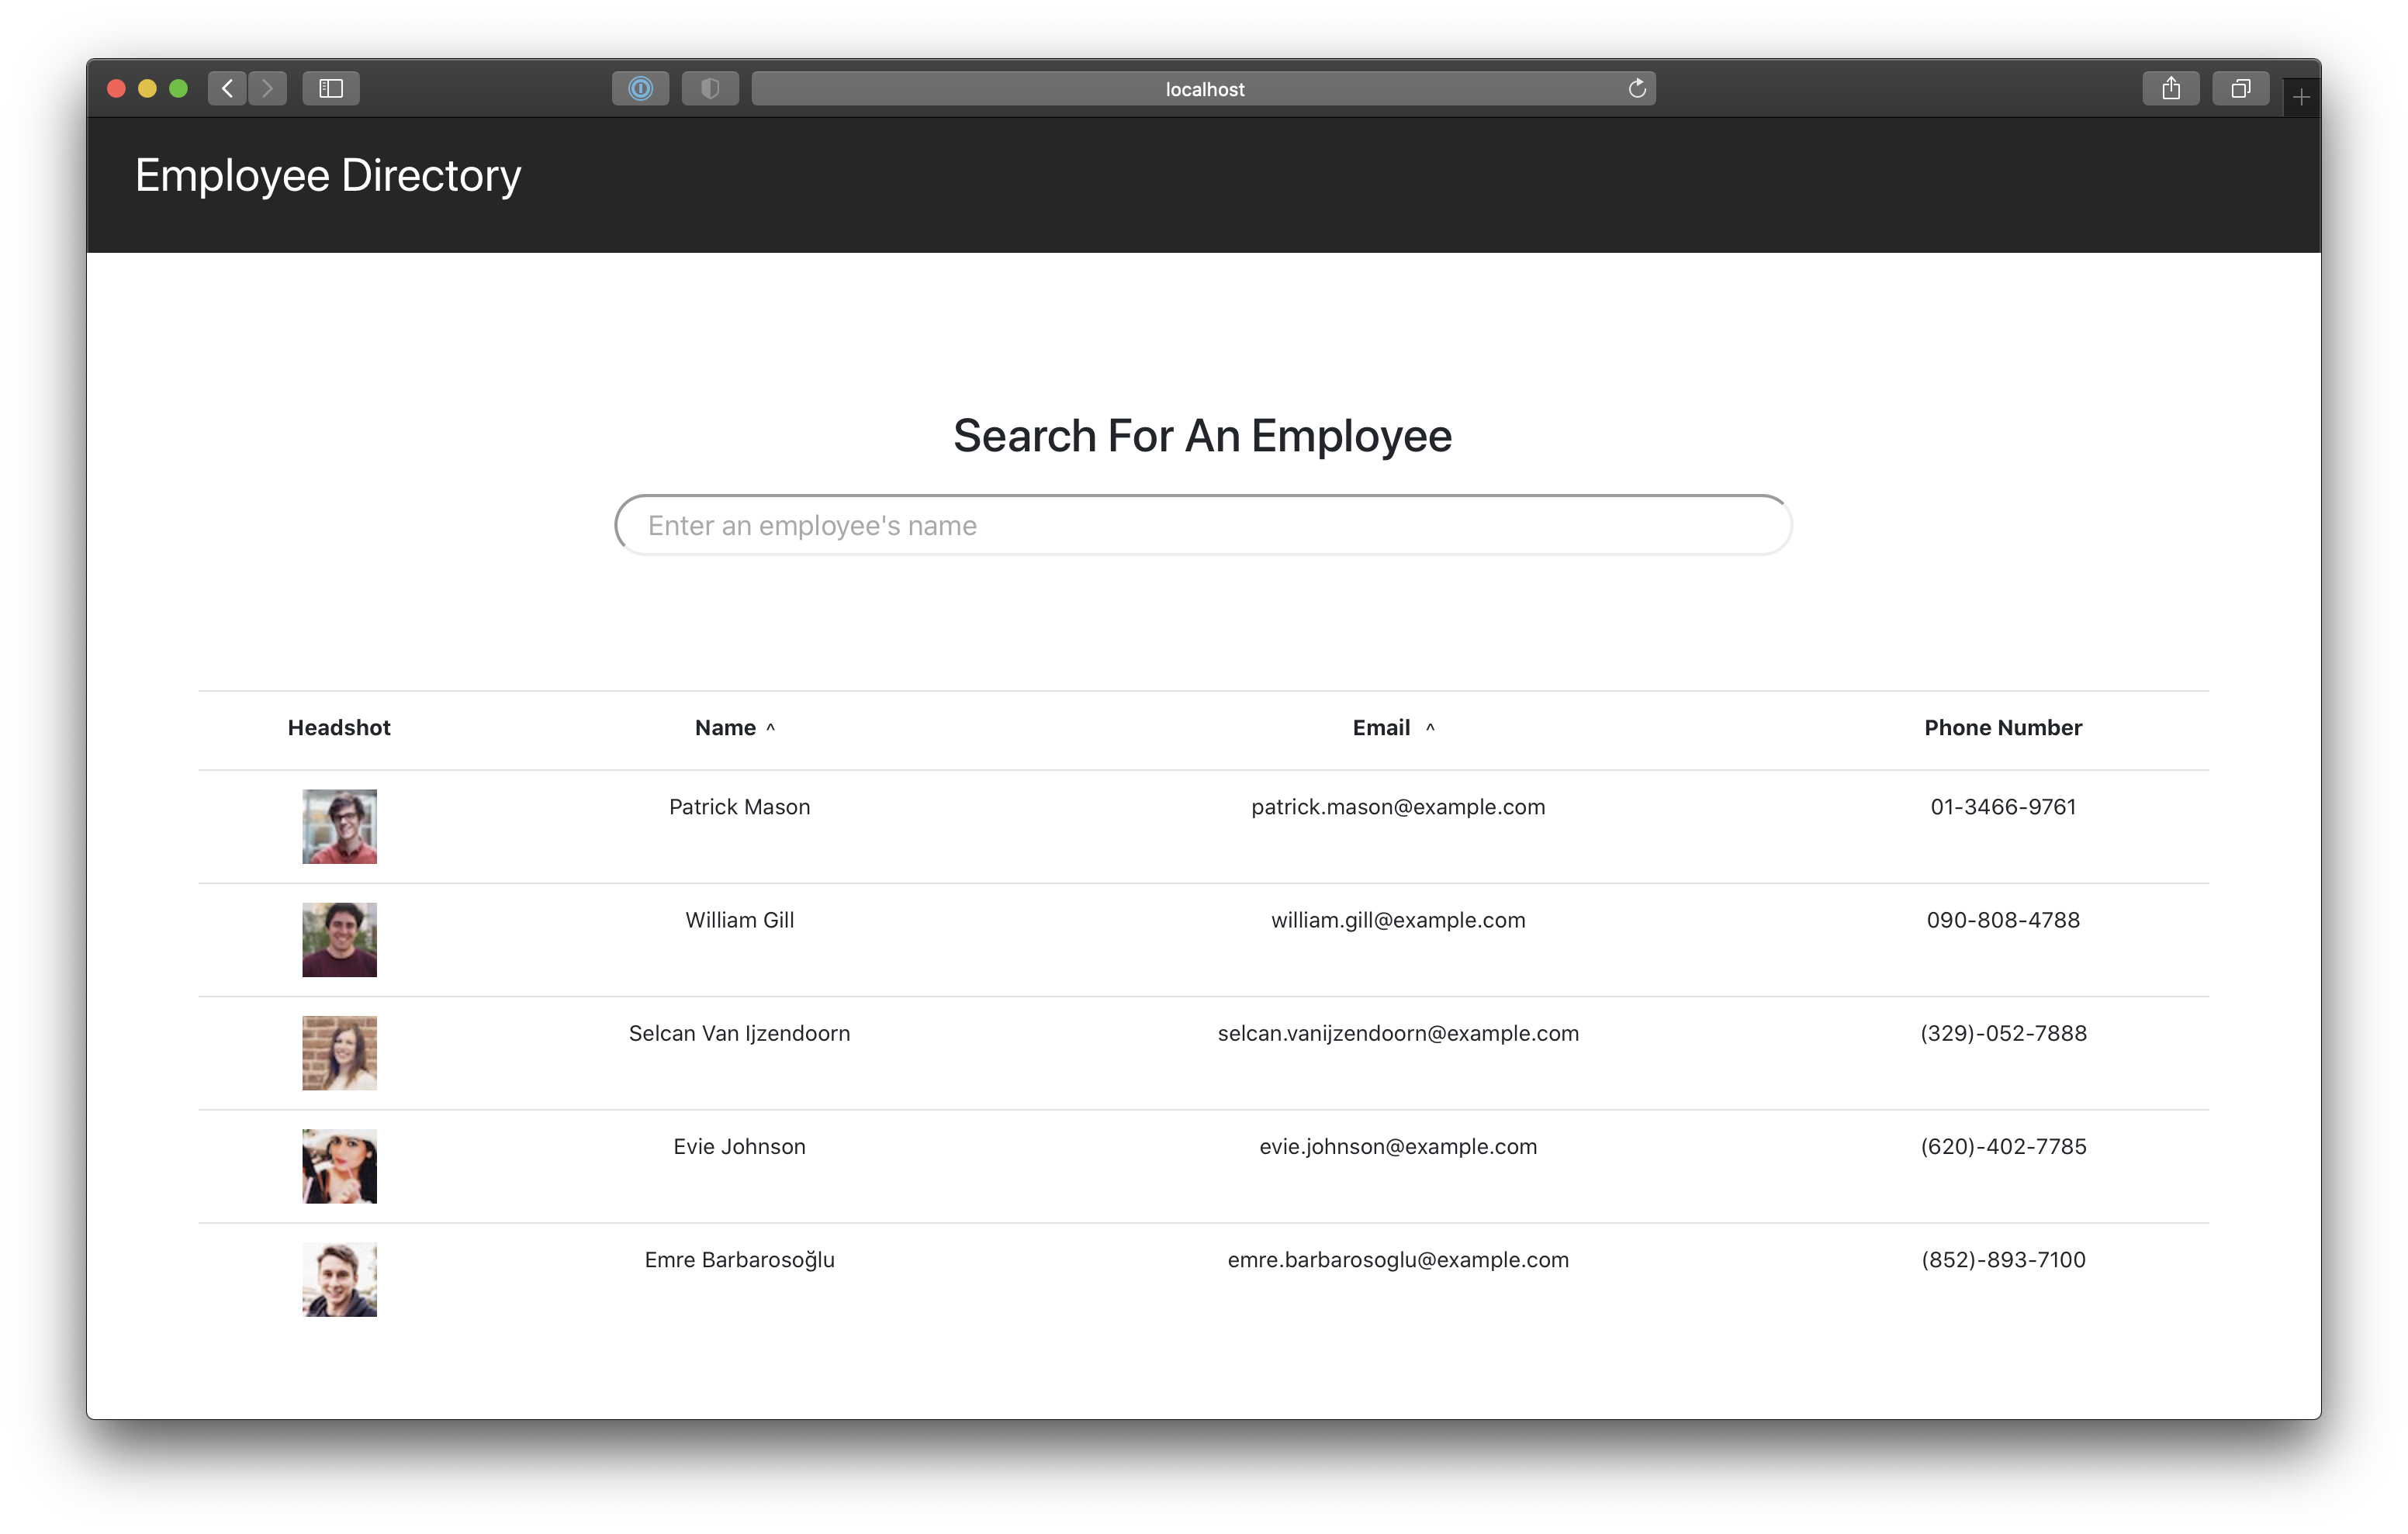 localhost
Employee Directory
Search For An Employee
Enter an employee's name
Headshot Name ^ Email ^ Phone Number
Patrick Mason patrick.mason@example.com 01-3466-9761
William Gill william.gill@example.com 090-808-4788
Selcan Van Ijzendoorn selcan.vanijzendoorn@example.com (329)-052-7888
Evie Johnson evie.johnson@example.com (620)-402-7785
Emre Barbarosoğlu emre.barbarosoglu@example.com (852)-893-7100